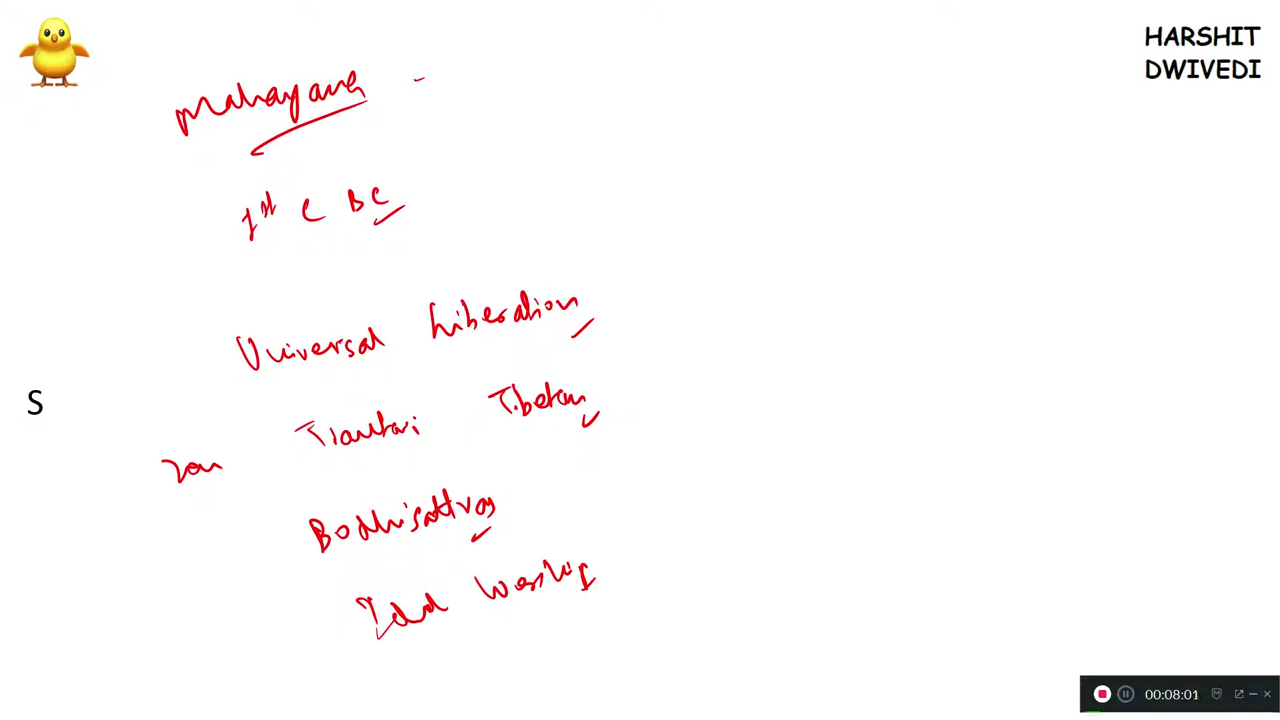 HARSHIT
DWIVEDI
Mahayana -
1st C BC
Universal Liberation
S
Tibetan
Zen
Bodhisattvas
Idol Worship
00:08:01